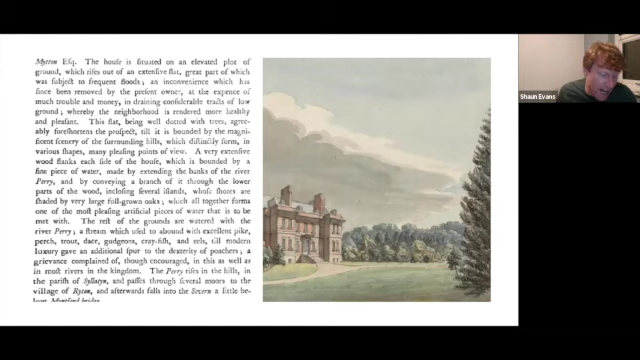 Mytton Esq. The house is situated on an elevated plot of
ground, which rises out of an extensive flat, great part of which
was subject to frequent floods; an inconvenience which has
since been removed by the present owner, at the expence of
much trouble and money, in draining considerable tracts of low
ground; whereby the neighborhood is rendered more healthy
and pleasant. This flat, being well dotted with trees, agree-
ably foreshortens the prospect, till it is bounded by the magni-
ficent scenery of the surrounding hills, which distinctly form, in
various shapes, many pleasing points of view. A very extensive
wood flanks each side of the house, which is bounded by a
fine piece of water, made by extending the banks of the river
Perry, and by conveying a branch of it through the lower
parts of the wood, inclosing several islands, whose shores are
shaded by very large full-grown oaks; which all together forms
one of the most pleasing artificial pieces of water that is to be
met with. The rest of the grounds are watered with the
river Perry; a stream which used to abound with excellent pike,
perch, trout, dace, gudgeons, cray-fish, and eels, till modern
luxury gave an additional spur to the dexterity of poachers; a
grievance complained of, though encouraged, in this as well as
in most rivers in the kingdom. The Perry rises in the hills, in
the parish of Syllatyn, and passes through several moors to the
village of Ryton, and afterwards falls into the Severn a little be-
low Montford bridge
Shaun Evans